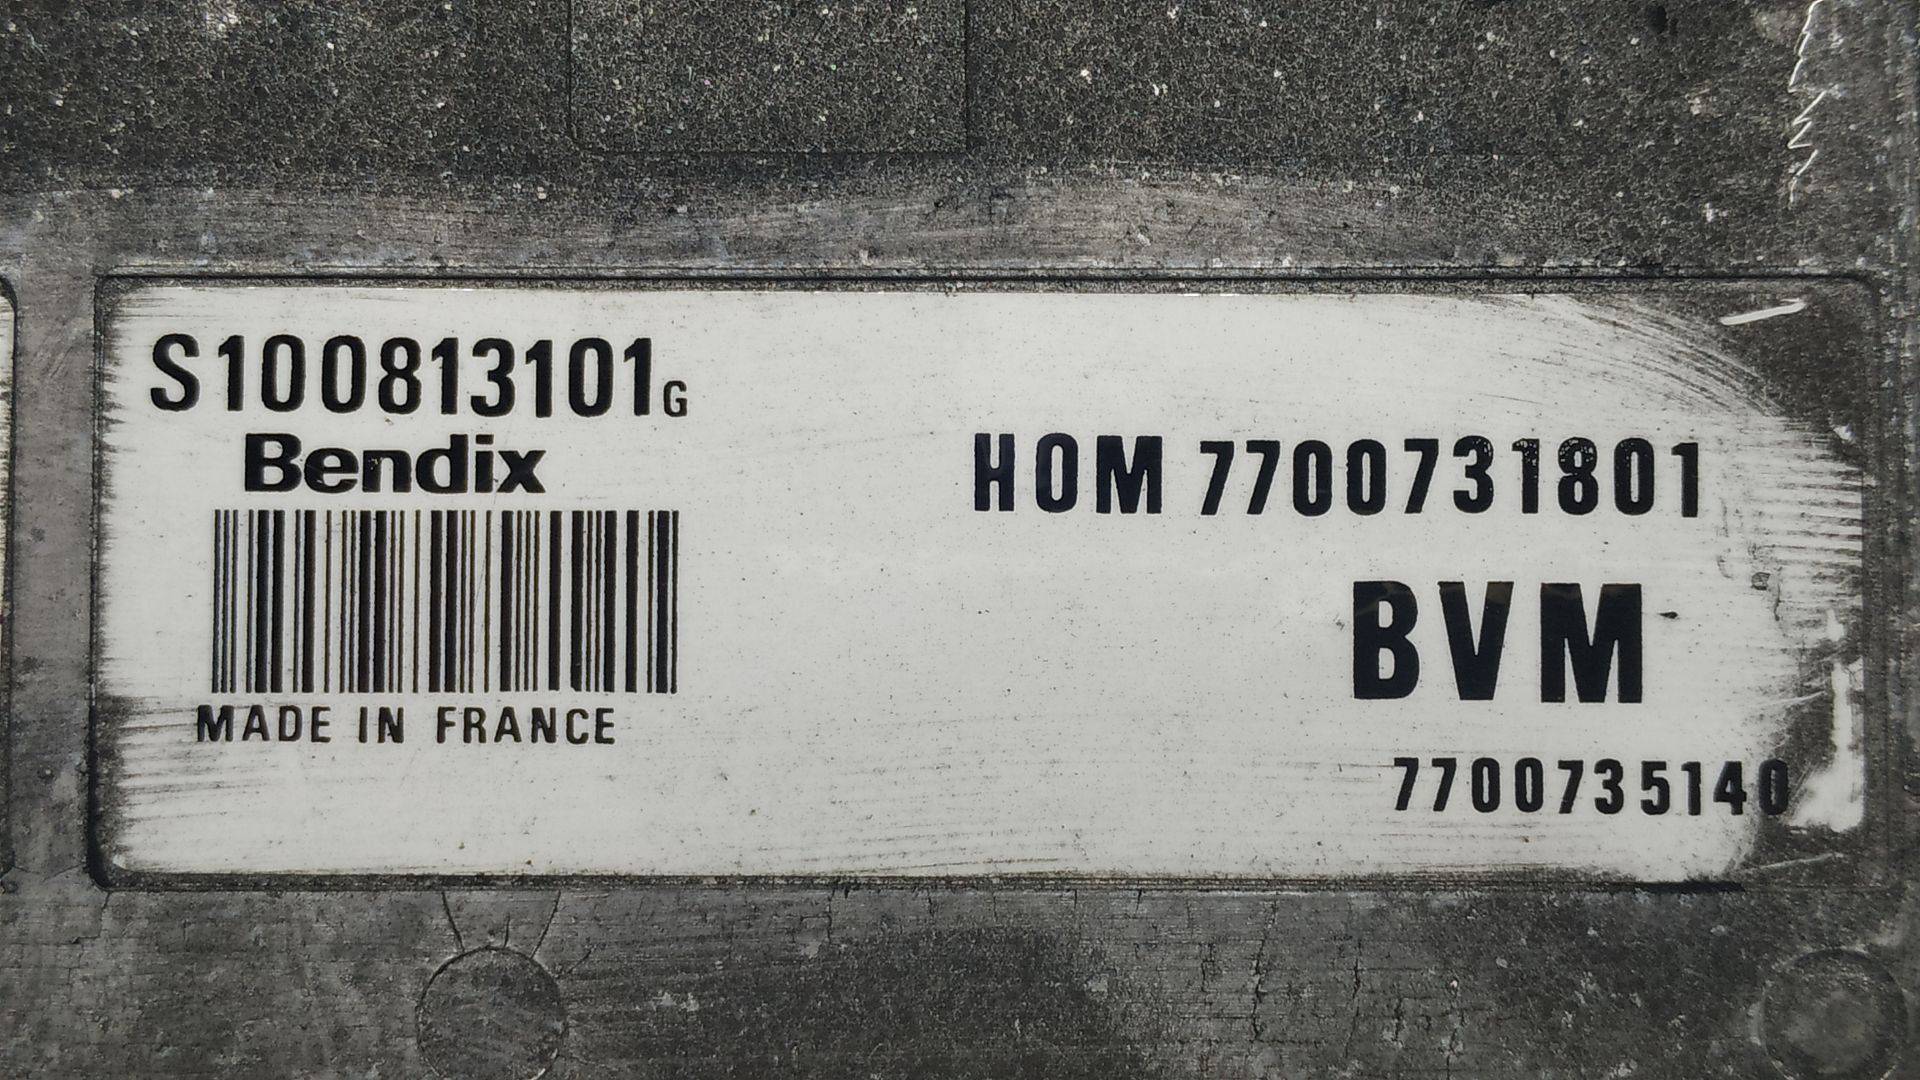 S100813101G
Bendix
MADE IN FRANCE
HOM 7700731801
BVM
7700735140